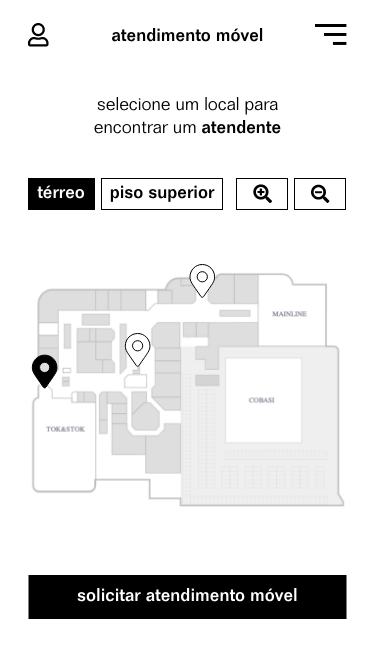 atendimento móvel
selecione um local para
encontrar um atendente
térreo
piso superior
MAINLINE
COBASI
TOK&STOK
solicitar atendimento móvel